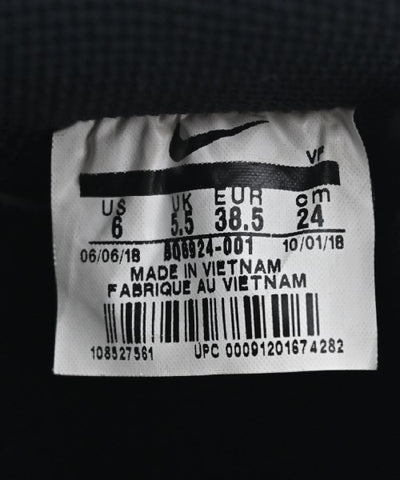 VF
US UK EUR cm
6 5.5 38.5 24
06/06/18 BQ6924-001 10/01/18
MADE IN VIETNAM
FABRIQUE AU VIETNAM
108527561 UPC 00091201674282